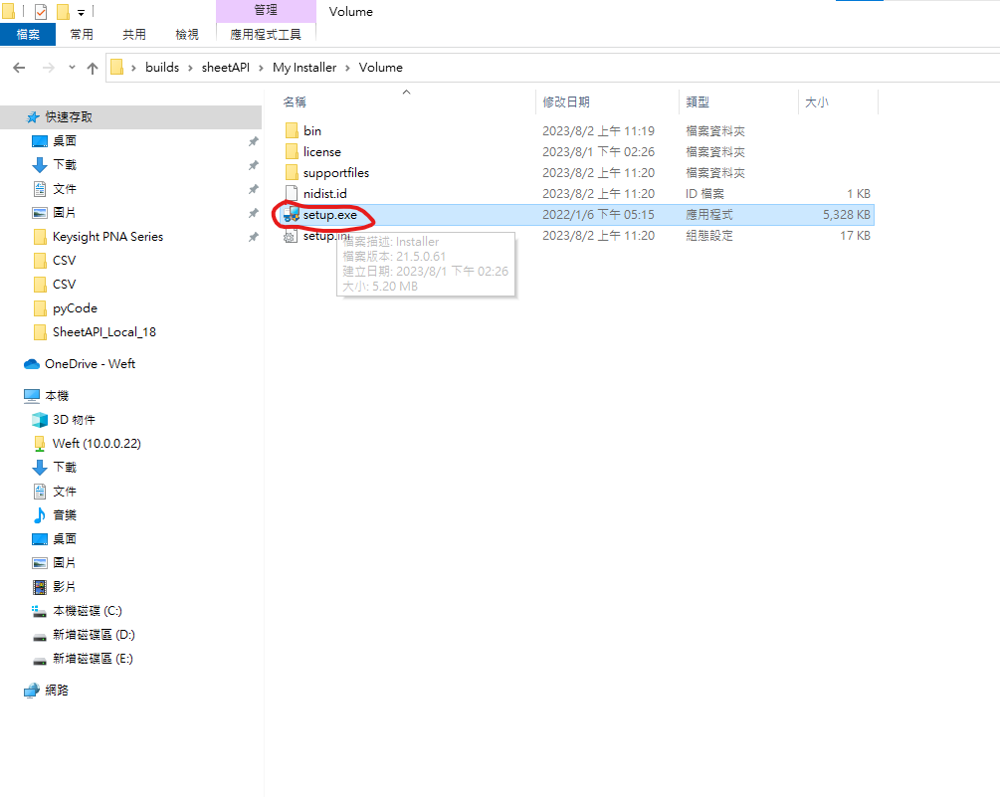 管理
Volume
檔案
常用
共用
檢視
應用程式工具
builds
sheetAPI
My Installer
Volume
快速存取
桌面
下載
文件
圖片
Keysight PNA Series
CSV
CSV
pyCode
SheetAPI_Local_18
OneDrive - Weft
本機
3D 物件
Weft (10.0.0.22)
下載
文件
音樂
桌面
圖片
影片
本機磁碟 (C:)
新增磁碟區 (D:)
新增磁碟區 (E:)
網路
名稱 修改日期 類型 大小
bin 2023/8/2 上午 11:19 檔案資料夾
license 2023/8/1 下午 02:26 檔案資料夾
supportfiles 2023/8/2 上午 11:20 檔案資料夾
nidist.id 2023/8/2 上午 11:20 ID 檔案 1 KB
setup.exe 2022/1/6 下午 05:15 應用程式 5,328 KB
setup.ini 2023/8/2 上午 11:20 組態設定 17 KB
檔案描述: Installer
檔案版本: 21.5.0.61
建立日期: 2023/8/1 下午 02:26
大小: 5.20 MB